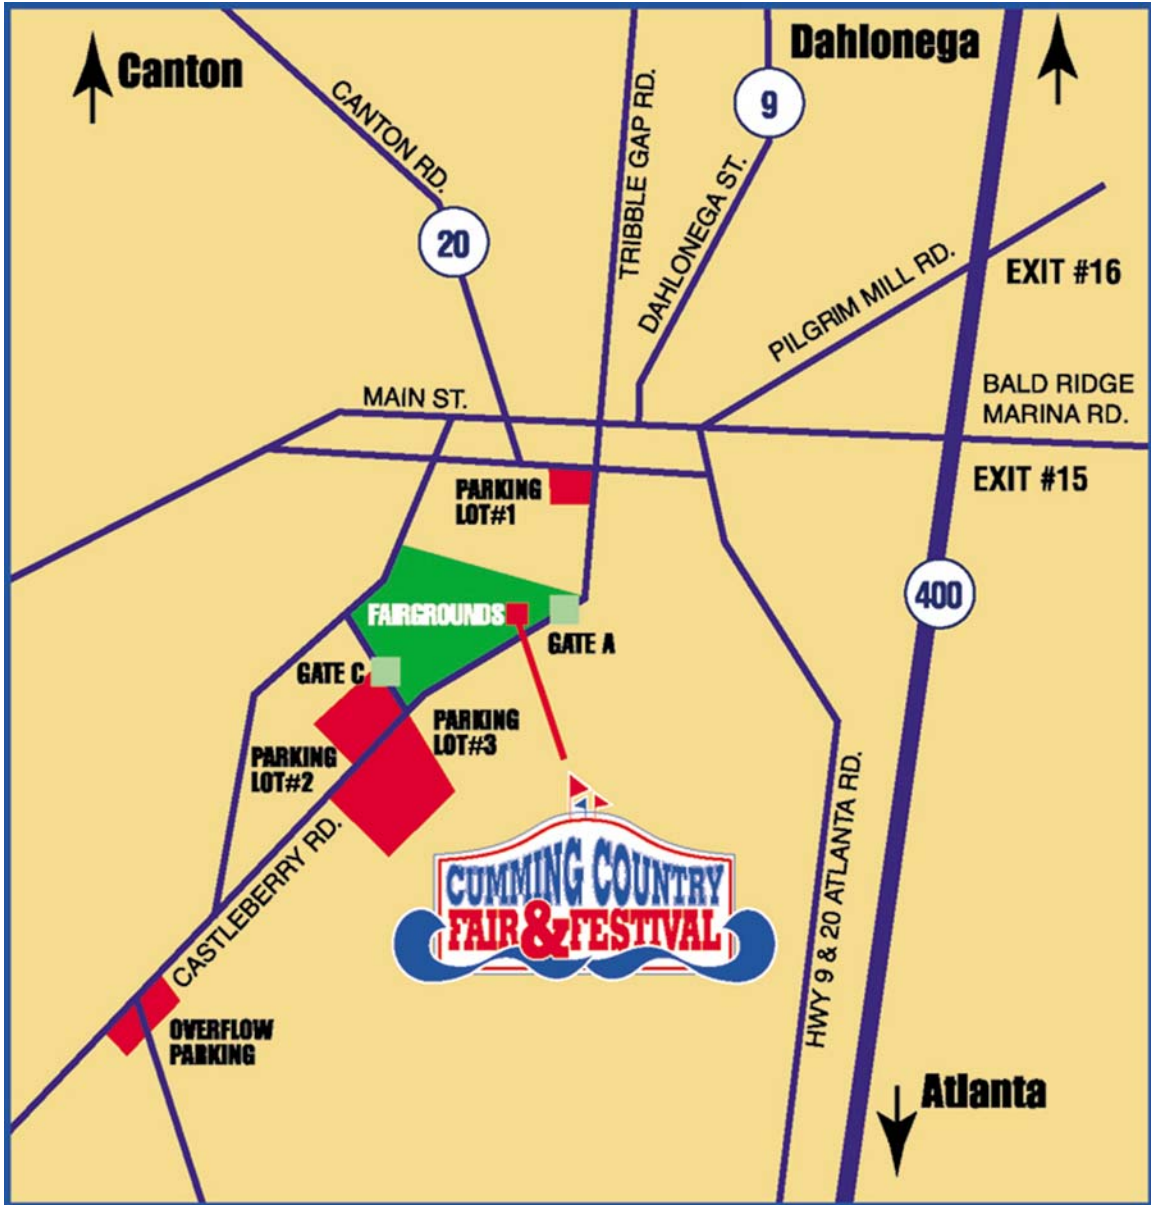 Canton
Dahlonega
CANTON RD.
20
TRIBBLE GAP RD.
9
DAHLONEGA ST.
PILGRIM MILL RD.
EXIT #16
BALD RIDGE
MARINA RD.
MAIN ST.
EXIT #15
PARKING
LOT#1
400
FAIRGROUNDS
GATE A
GATE C
PARKING
LOT#3
PARKING
LOT#2
CASTLEBERRY RD.
CUMMING COUNTRY
FAIR & FESTIVAL
HWY 9 & 20 ATLANTA RD.
OVERFLOW
PARKING
Atlanta